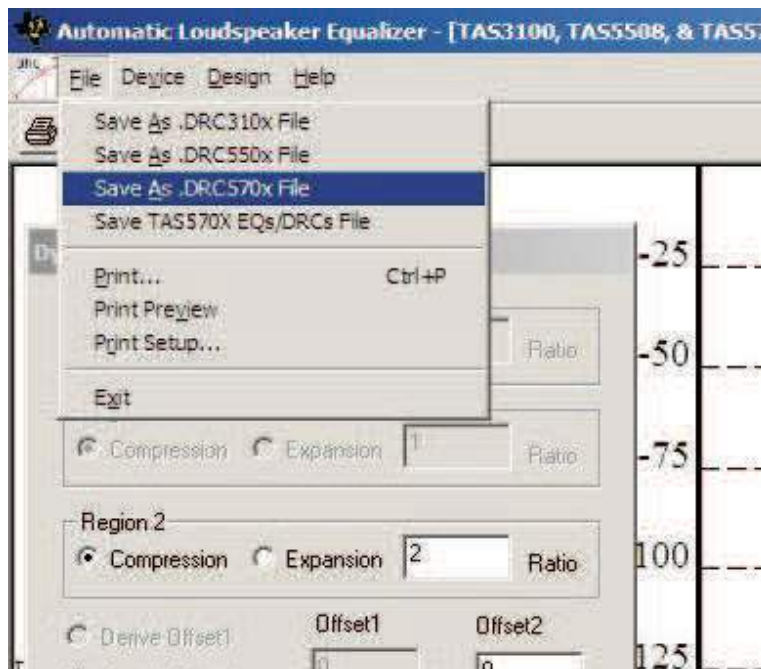 Automatic Loudspeaker Equalizer - [TAS3100, TAS5508, & TAS57
File Device Design Help
Save As .DRC310x File
Save As .DRC550x File
Save As .DRC570x File
Save TAS570X EQs/DRCs File
Print... Ctrl+P
Print Preview
Print Setup...
Exit
Ratio
Compression Expansion 1 Ratio
Region 2
Compression Expansion 2 Ratio
Derive Offset1 Offset1 Offset2
0 0
-25
-50
-75
100
125